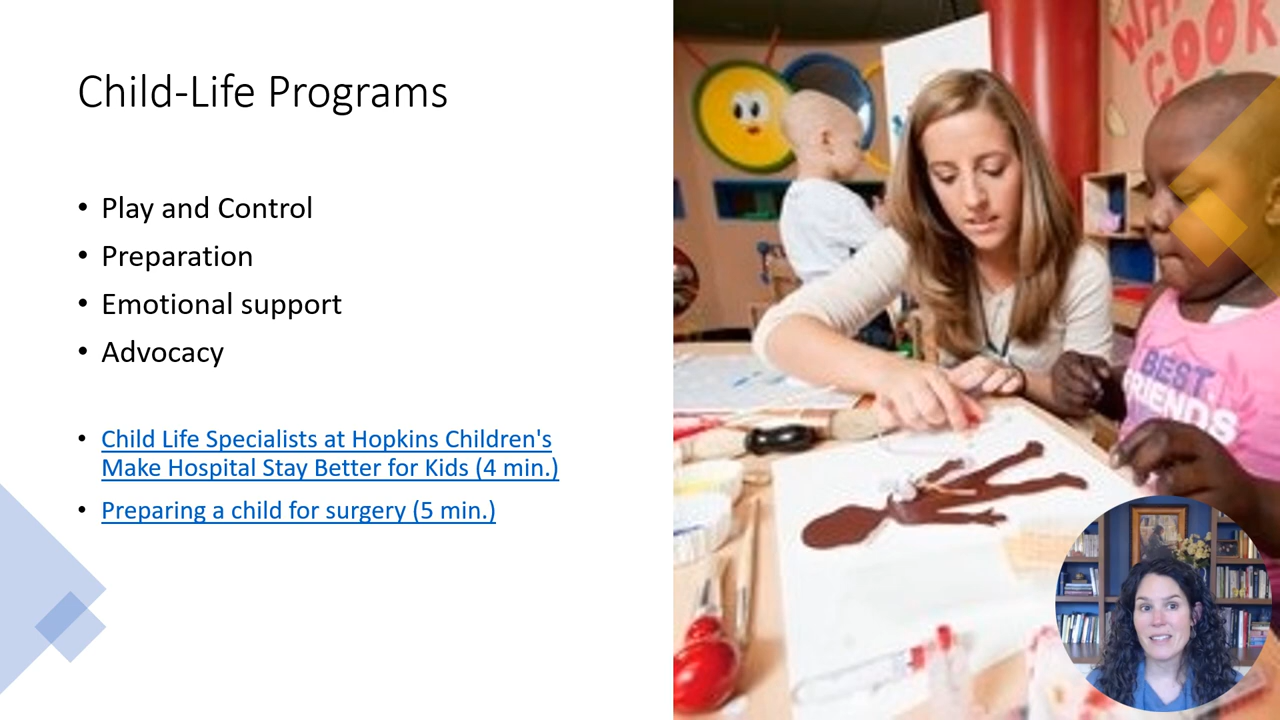 Child-Life Programs
• Play and Control
• Preparation
• Emotional support
• Advocacy
• Child Life Specialists at Hopkins Children's
Make Hospital Stay Better for Kids (4 min.)
• Preparing a child for surgery (5 min.)
BEST
FRIENDS